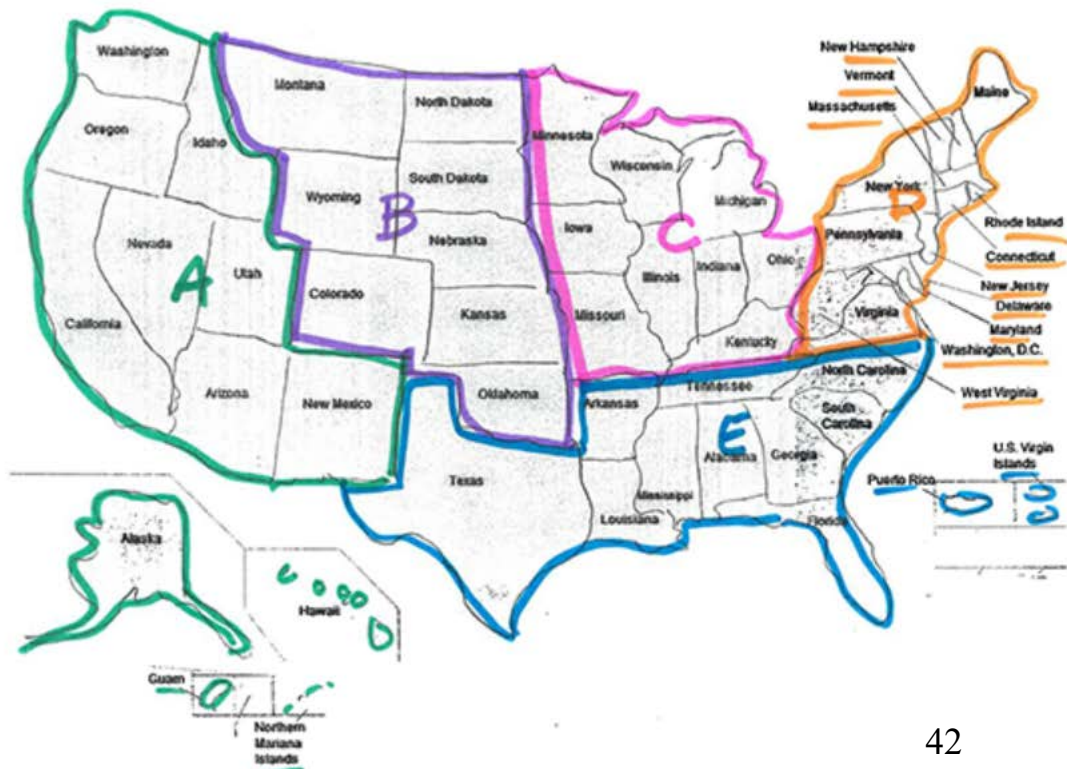 Washington
Montana
North Dakota
Minnesota
New Hampshire
Vermont
Massachusetts
Maine
Oregon
Idaho
Wyoming
South Dakota
Wisconsin
Michigan
New York
Rhode Island
Nevada
Utah
Colorado
Nebraska
Iowa
Illinois
Indiana
Ohio
Pennsylvania
Connecticut
New Jersey
Delaware
Maryland
Washington, D.C.
West Virginia
California
Kansas
Missouri
Kentucky
Virginia
Arizona
New Mexico
Oklahoma
Arkansas
Tennessee
North Carolina
South
Carolina
Texas
Louisiana
Mississippi
Alabama
Georgia
Florida
A
B
C
D
E
Puerto Rico
U.S. Virgin
Islands
Alaska
Hawaii
Guam
Northern
Mariana
Islands
42